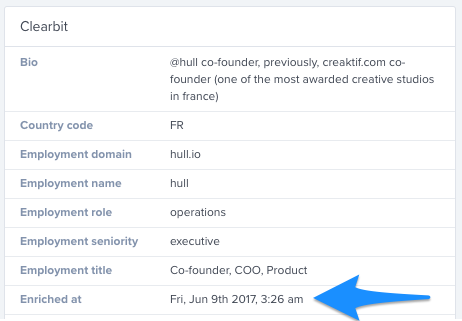 Clearbit
Bio @hull co-founder, previously, creaktif.com co-
founder (one of the most awarded creative studios
in france)
Country code FR
Employment domain hull.io
Employment name hull
Employment role operations
Employment seniority executive
Employment title Co-founder, COO, Product
Enriched at Fri, Jun 9th 2017, 3:26 am